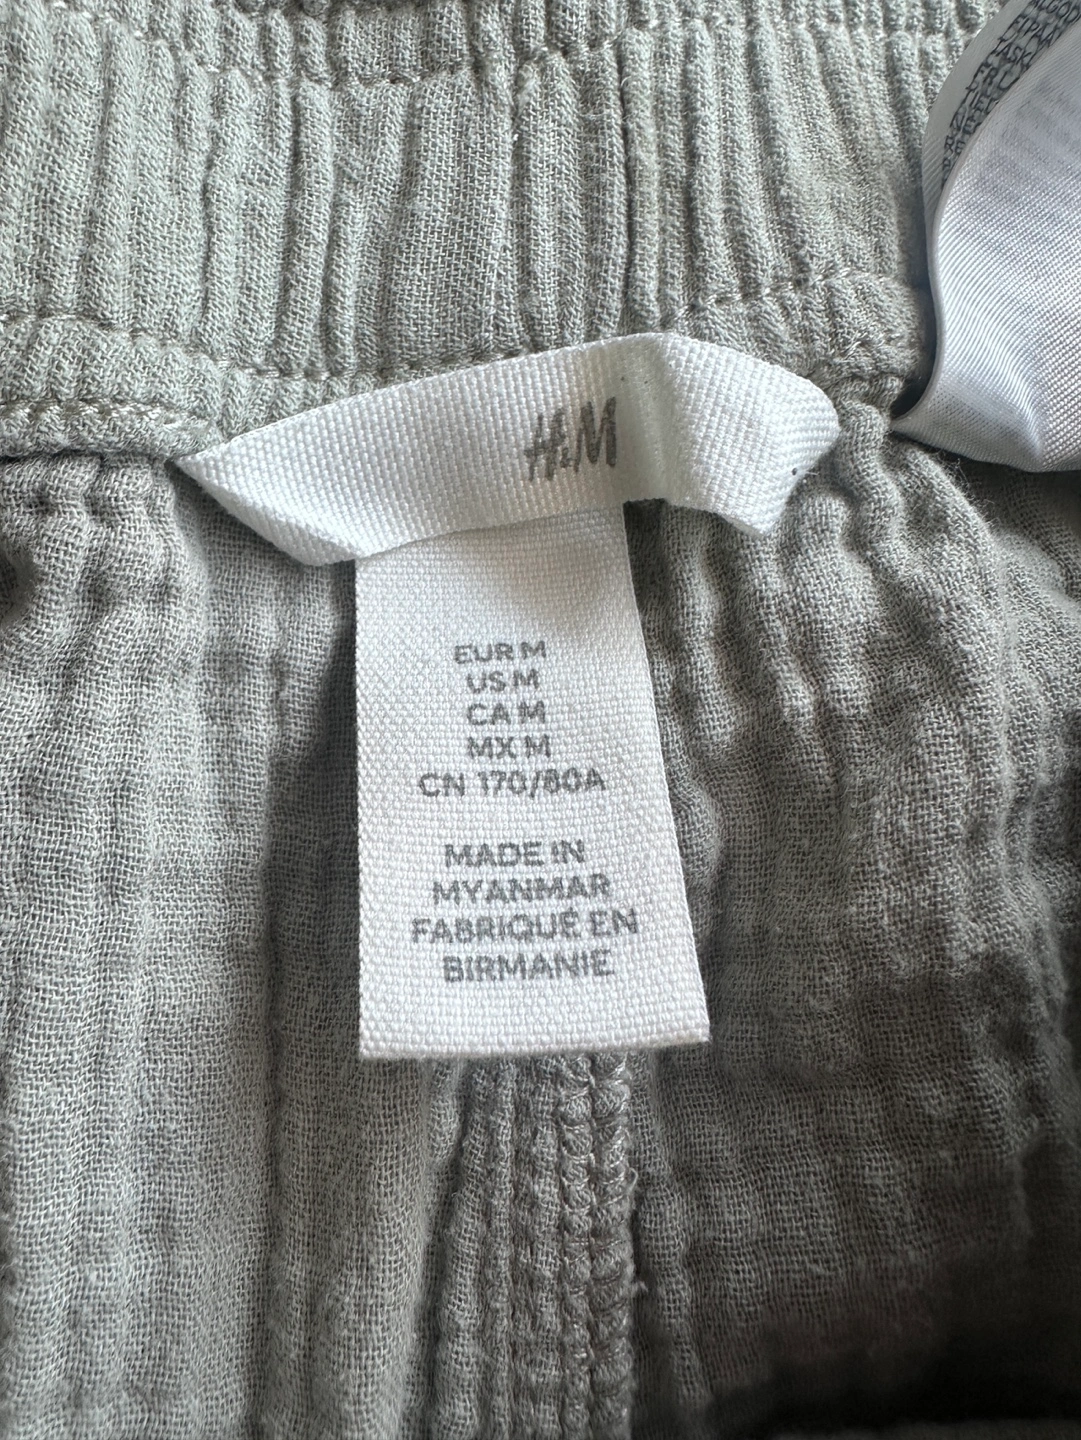 H&M
EUR M
US M
CA M
MX M
CN 170/80A
MADE IN
MYANMAR
FABRIQUÉ EN
BIRMANIE